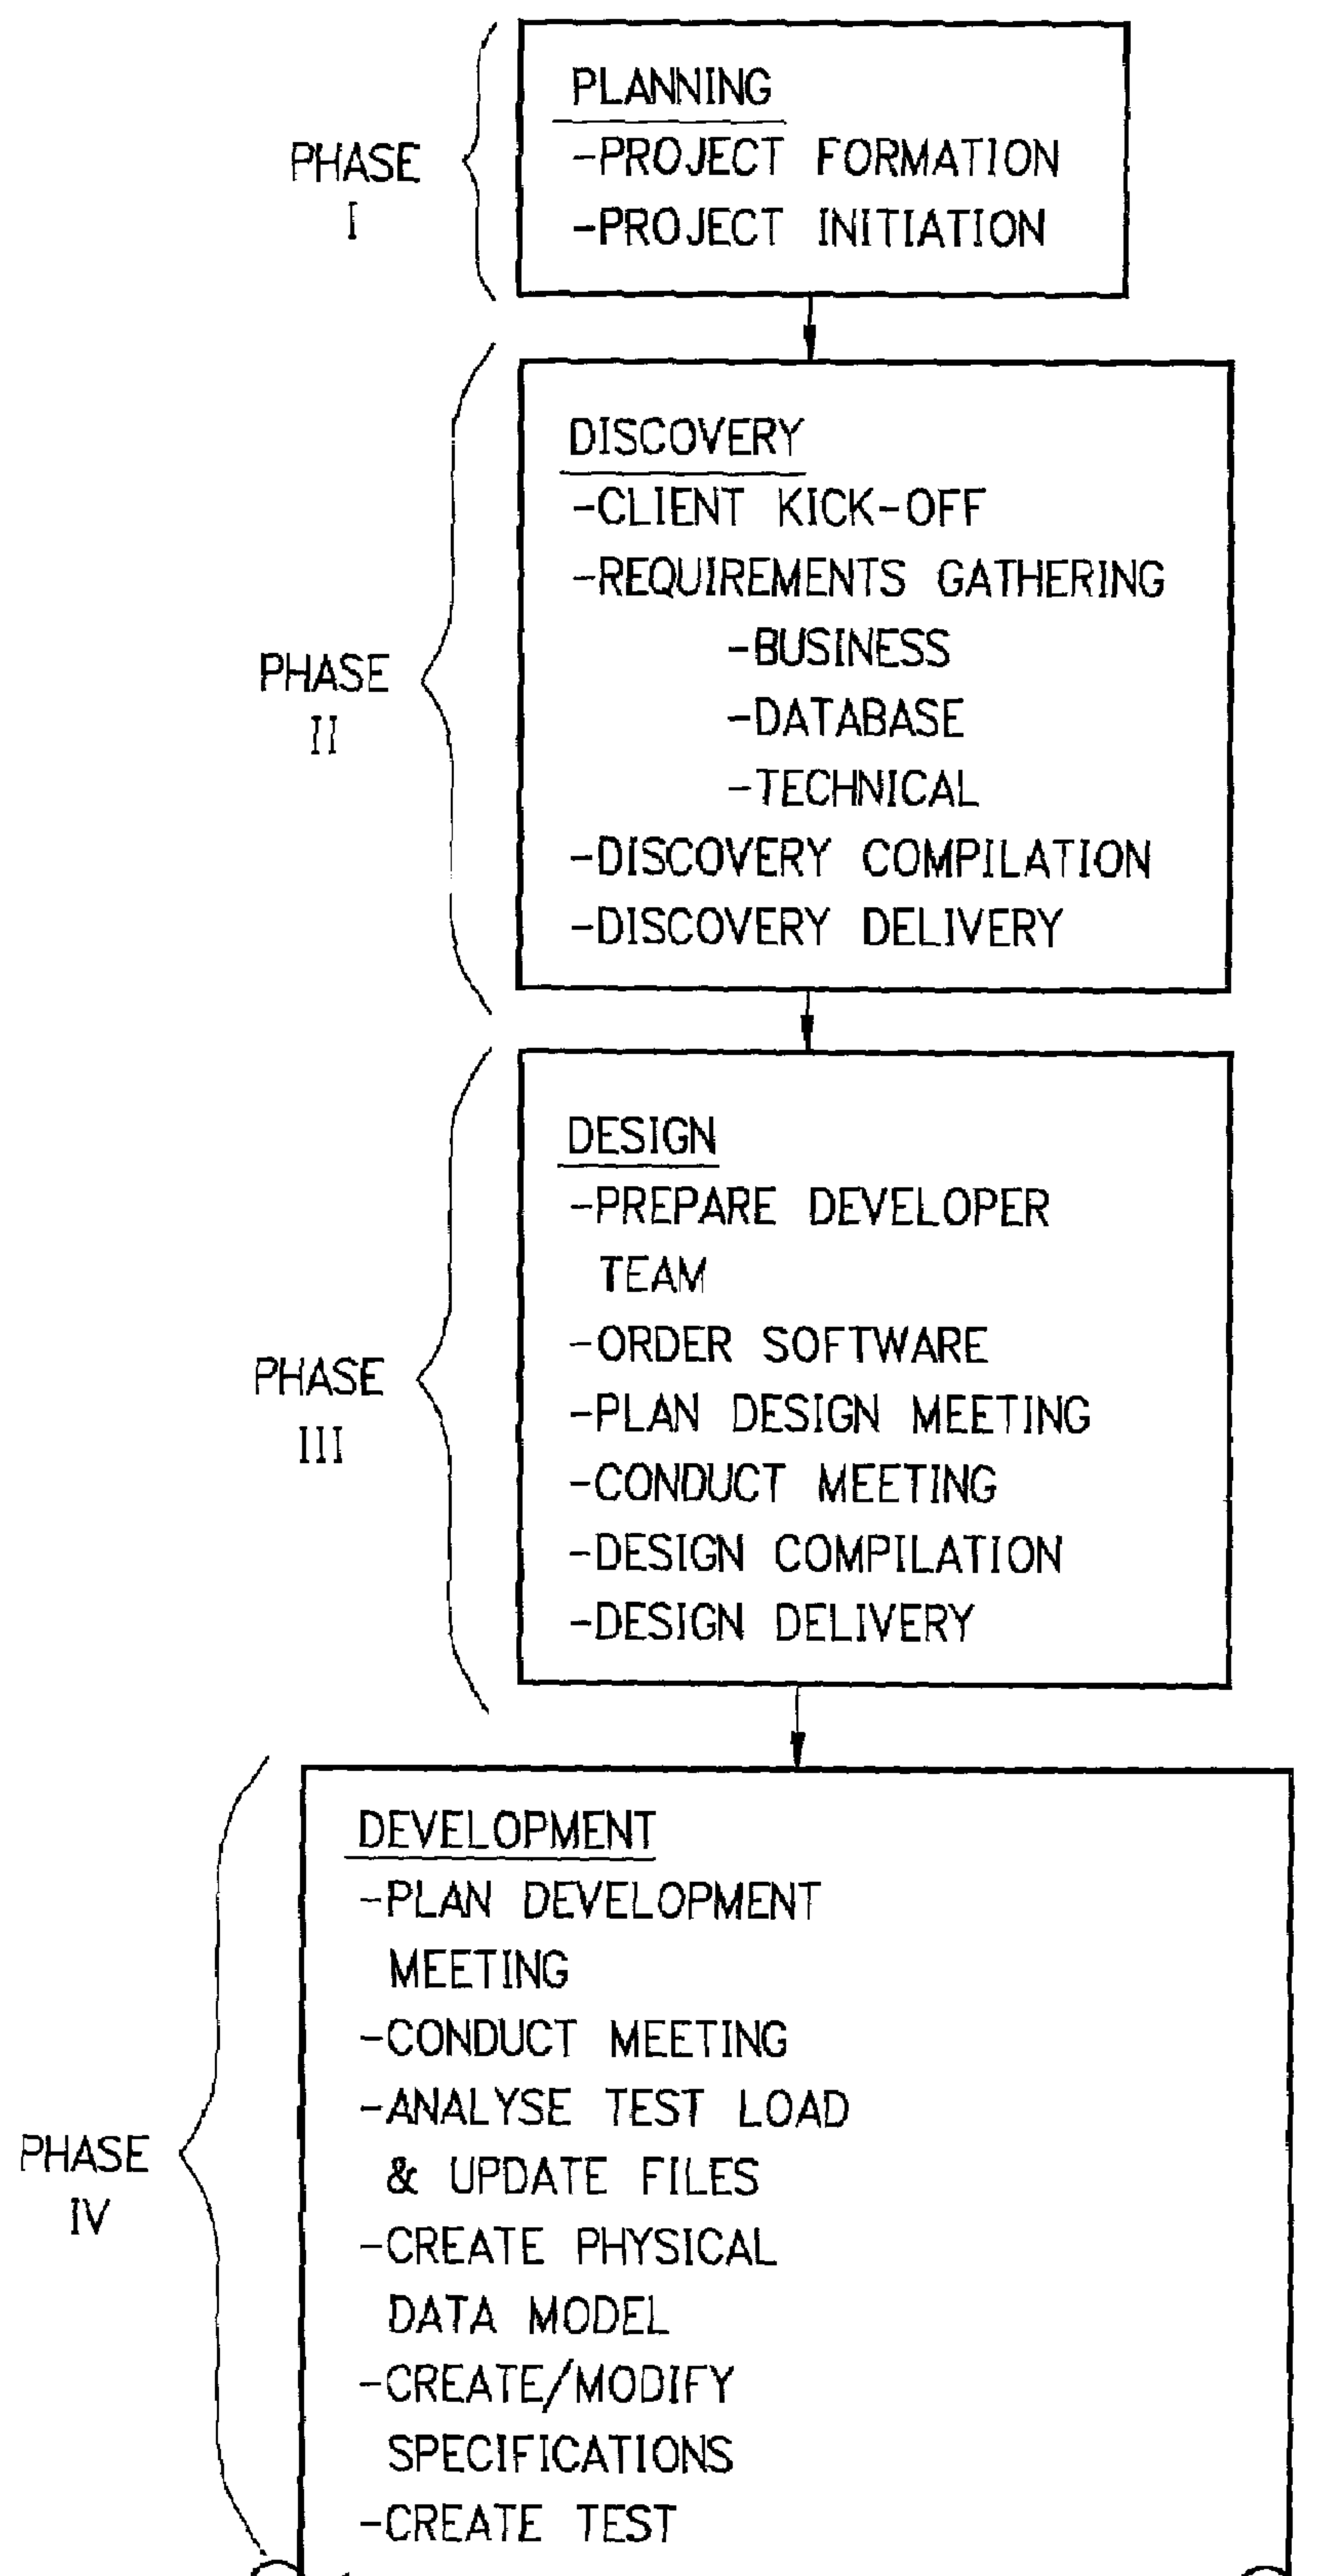 PLANNING
-PROJECT FORMATION
-PROJECT INITIATION
PHASE
I
DISCOVERY
-CLIENT KICK-OFF
-REQUIREMENTS GATHERING
-BUSINESS
-DATABASE
-TECHNICAL
-DISCOVERY COMPILATION
-DISCOVERY DELIVERY
PHASE
II
DESIGN
-PREPARE DEVELOPER
TEAM
-ORDER SOFTWARE
-PLAN DESIGN MEETING
-CONDUCT MEETING
-DESIGN COMPILATION
-DESIGN DELIVERY
PHASE
III
DEVELOPMENT
-PLAN DEVELOPMENT
MEETING
-CONDUCT MEETING
-ANALYSE TEST LOAD
& UPDATE FILES
-CREATE PHYSICAL
DATA MODEL
-CREATE/MODIFY
SPECIFICATIONS
-CREATE TEST
PHASE
IV